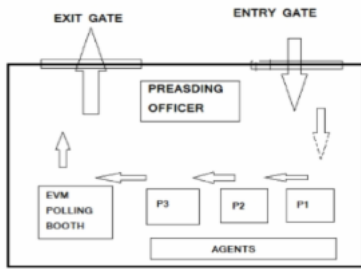 EXIT GATE
ENTRY GATE
PREASDING
OFFICER
EVM
POLLING
BOOTH
P3
P2
P1
AGENTS